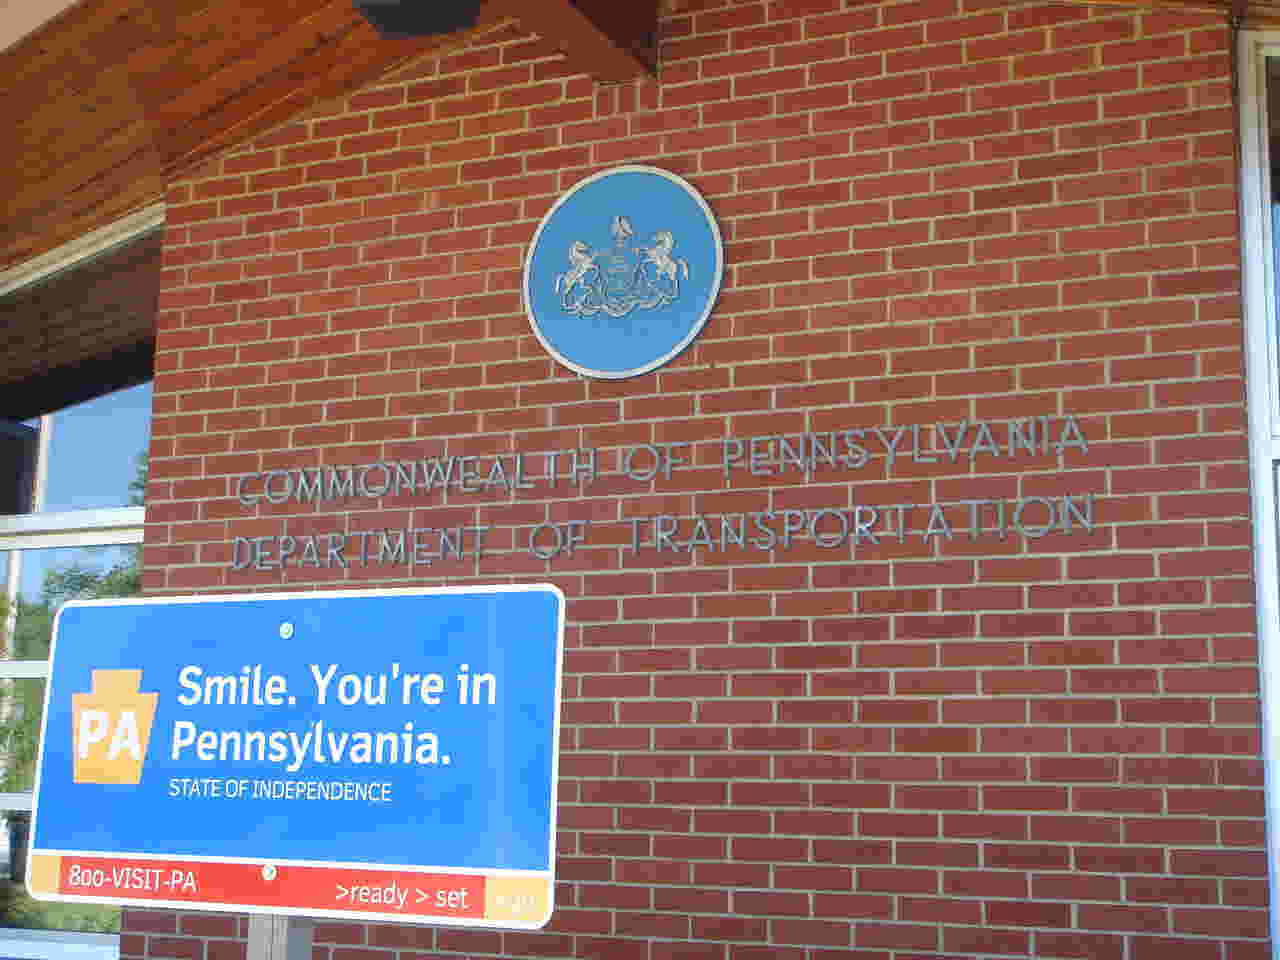 COMMONWEALTH OF PENNSYLVANIA
DEPARTMENT OF TRANSPORTATION
PA
Smile. You're in
Pennsylvania.
STATE OF INDEPENDENCE
800-VISIT-PA
>ready > set